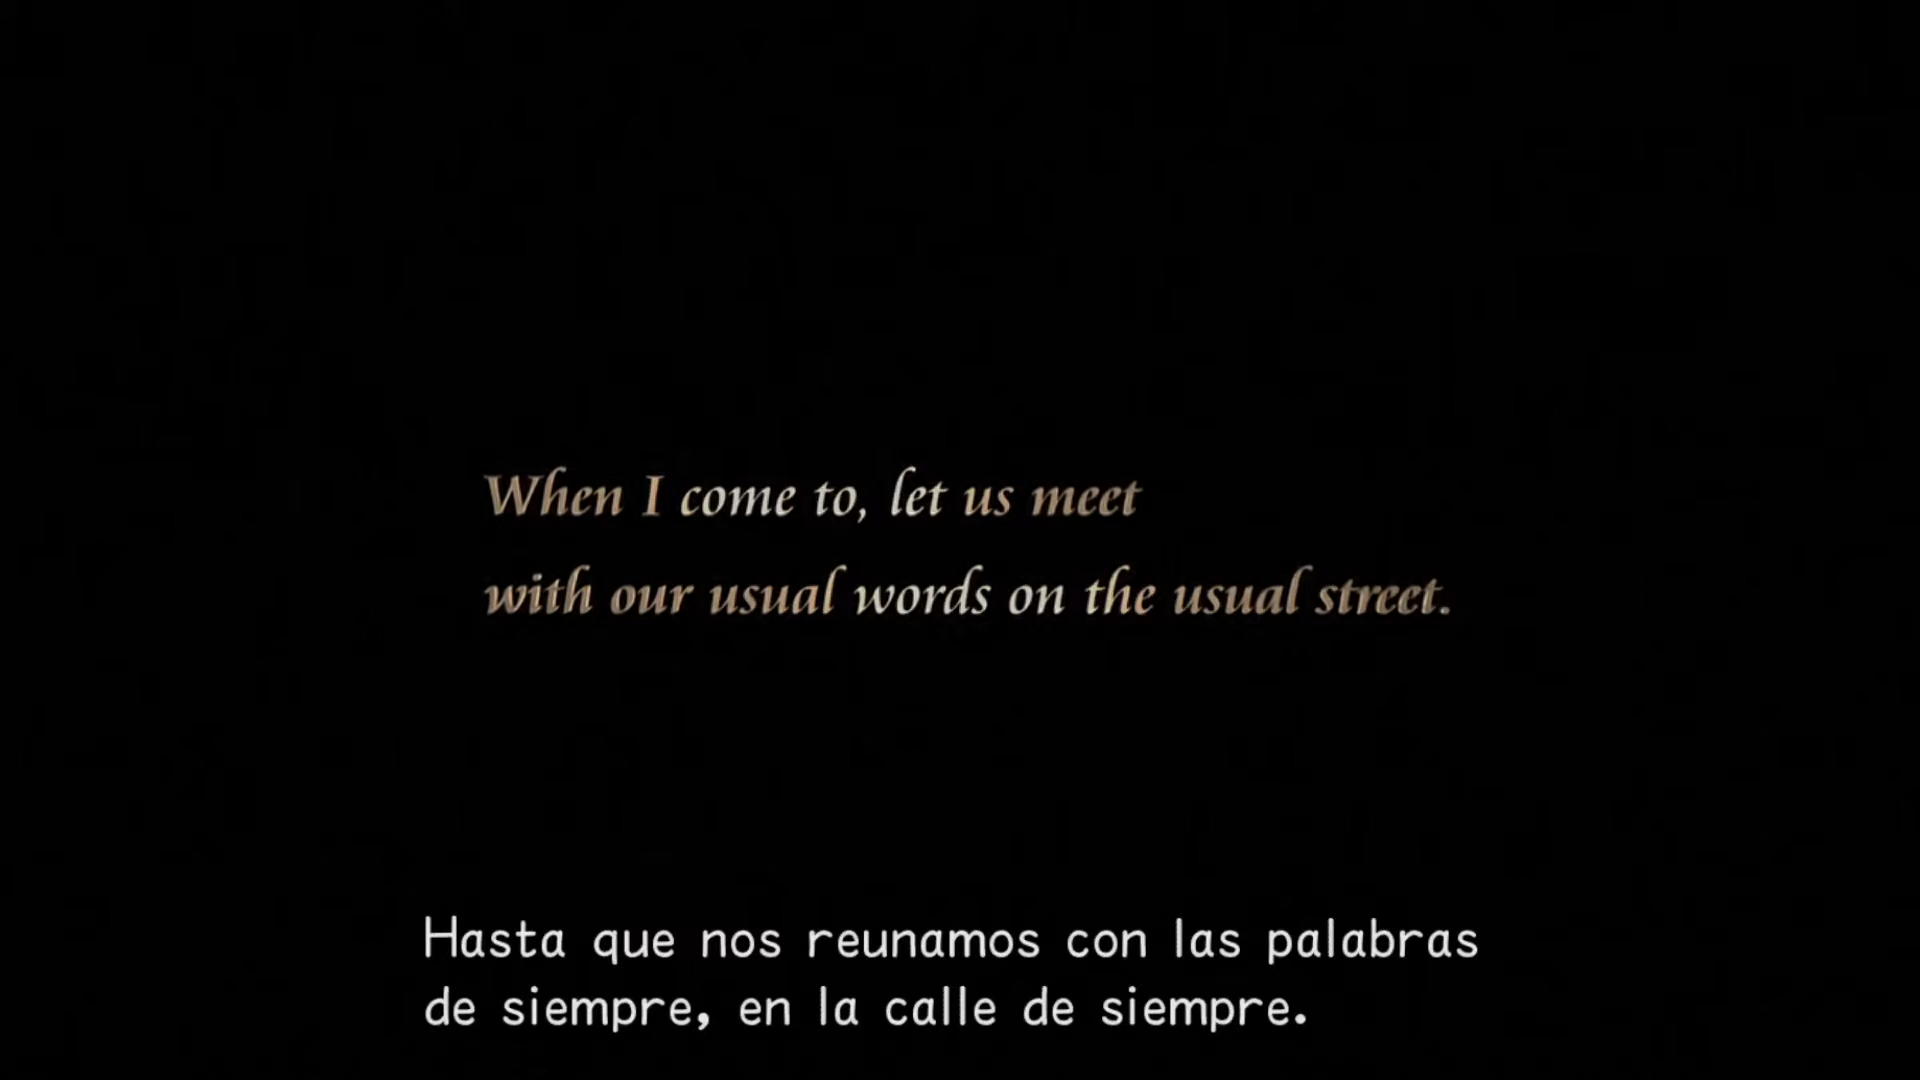 When I come to, let us meet
with our usual words on the usual street.
Hasta que nos reunamos con las palabras
de siempre, en la calle de siempre.